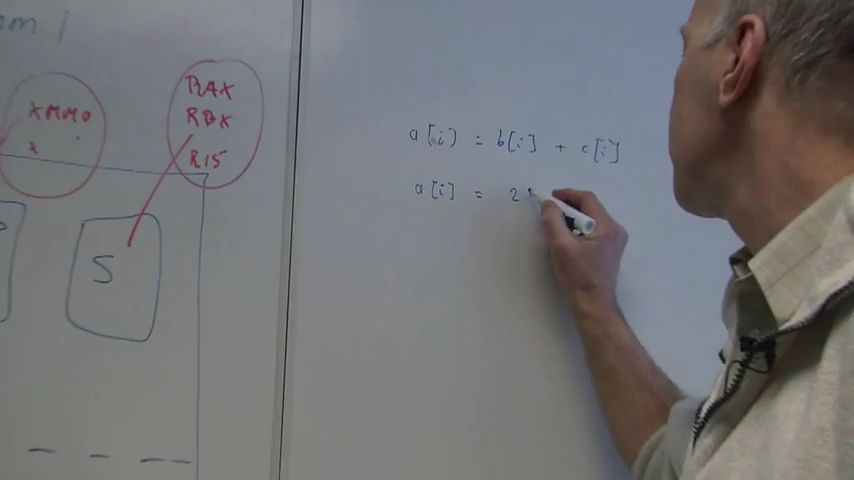 XMM0
RAX
RBX
R15
S
a[i] = b[i] + c[i]
a[i] = 2